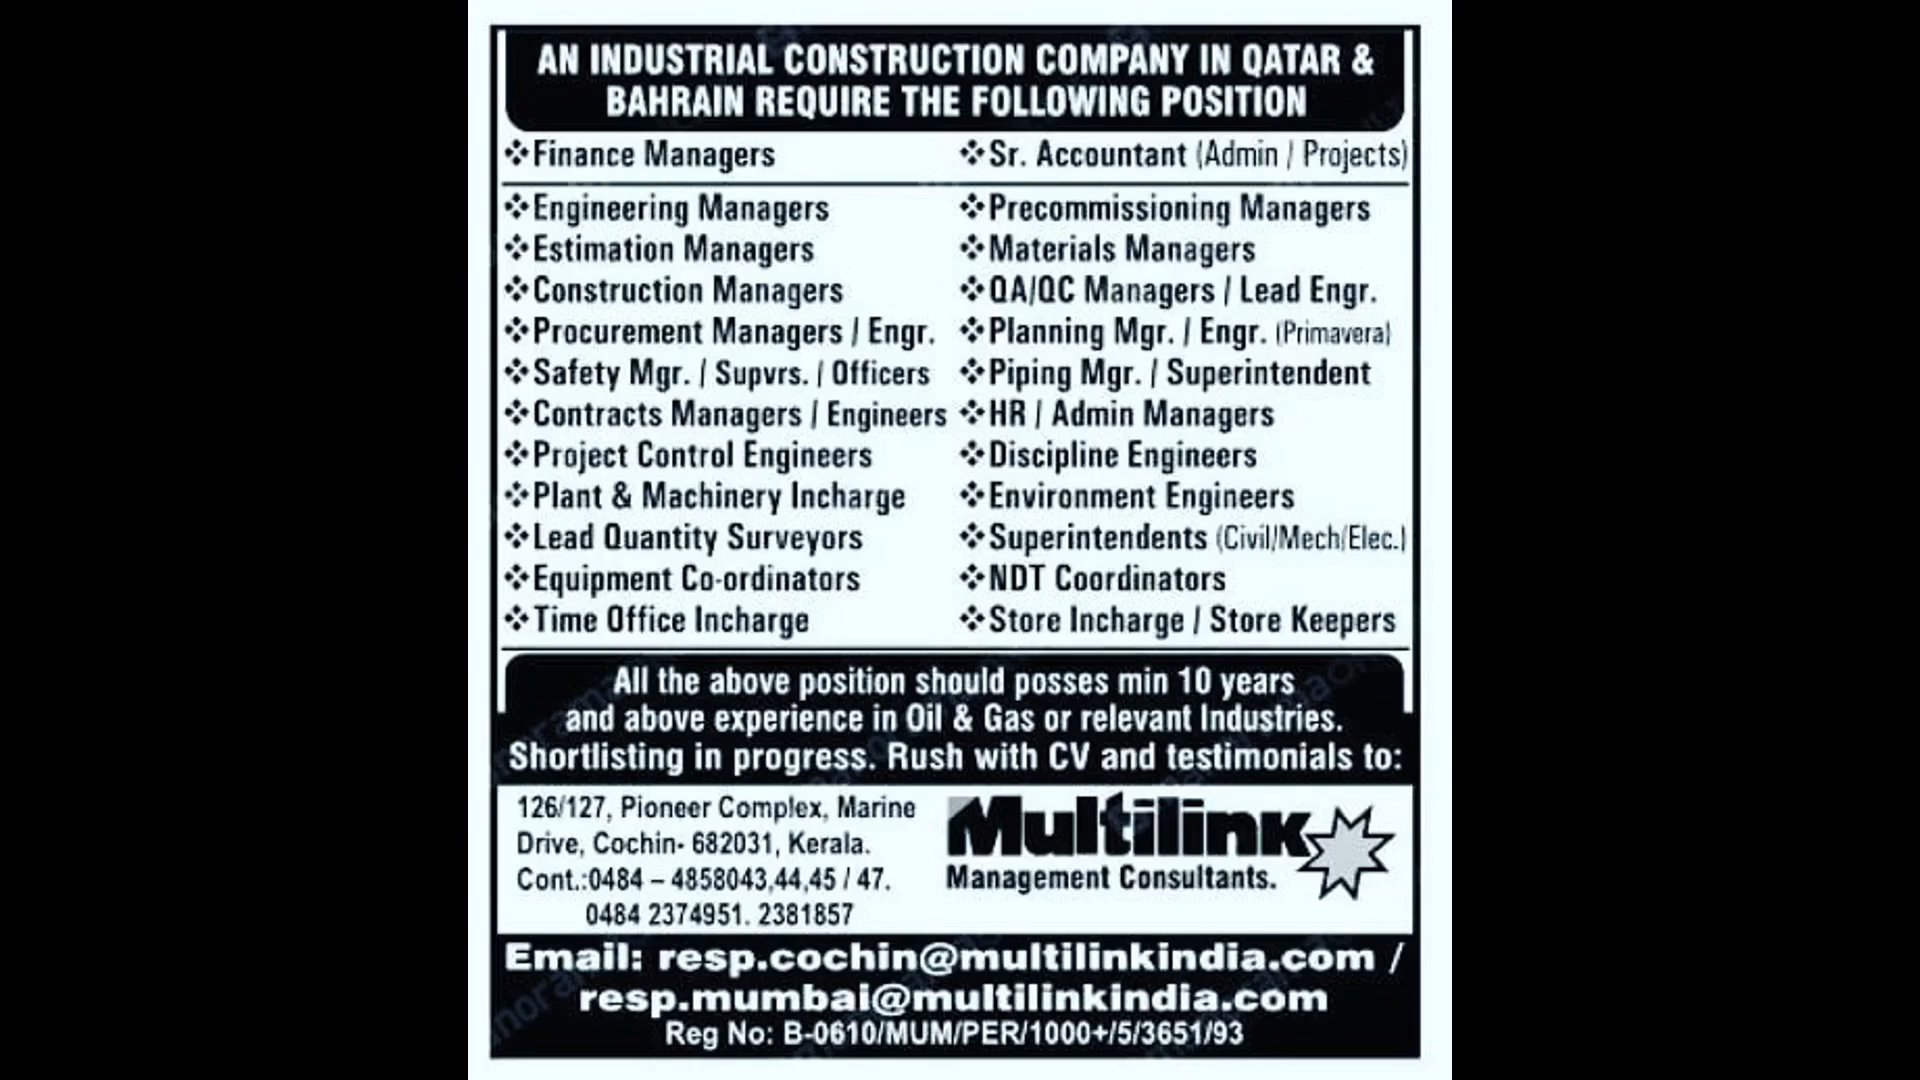 AN INDUSTRIAL CONSTRUCTION COMPANY IN QATAR &
BAHRAIN REQUIRE THE FOLLOWING POSITION
❖Finance Managers ❖Sr. Accountant (Admin / Projects)
❖Engineering Managers ❖Precommissioning Managers
❖Estimation Managers ❖Materials Managers
❖Construction Managers ❖QA/QC Managers / Lead Engr.
❖Procurement Managers / Engr. ❖Planning Mgr. / Engr. (Primavera)
❖Safety Mgr. / Supvrs. / Officers ❖Piping Mgr. / Superintendent
❖Contracts Managers / Engineers ❖HR / Admin Managers
❖Project Control Engineers ❖Discipline Engineers
❖Plant & Machinery Incharge ❖Environment Engineers
❖Lead Quantity Surveyors ❖Superintendents (Civil/Mech/Elec.)
❖Equipment Co-ordinators ❖NDT Coordinators
❖Time Office Incharge ❖Store Incharge / Store Keepers
All the above position should posses min 10 years
and above experience in Oil & Gas or relevant Industries.
Shortlisting in progress. Rush with CV and testimonials to:
126/127, Pioneer Complex, Marine
Drive, Cochin- 682031, Kerala.
Cont.:0484 – 4858043,44,45 / 47.
0484 2374951. 2381857
Multilink
Management Consultants.
Email: resp.cochin@multilinkindia.com /
resp.mumbai@multilinkindia.com
Reg No: B-0610/MUM/PER/1000+/5/3651/93